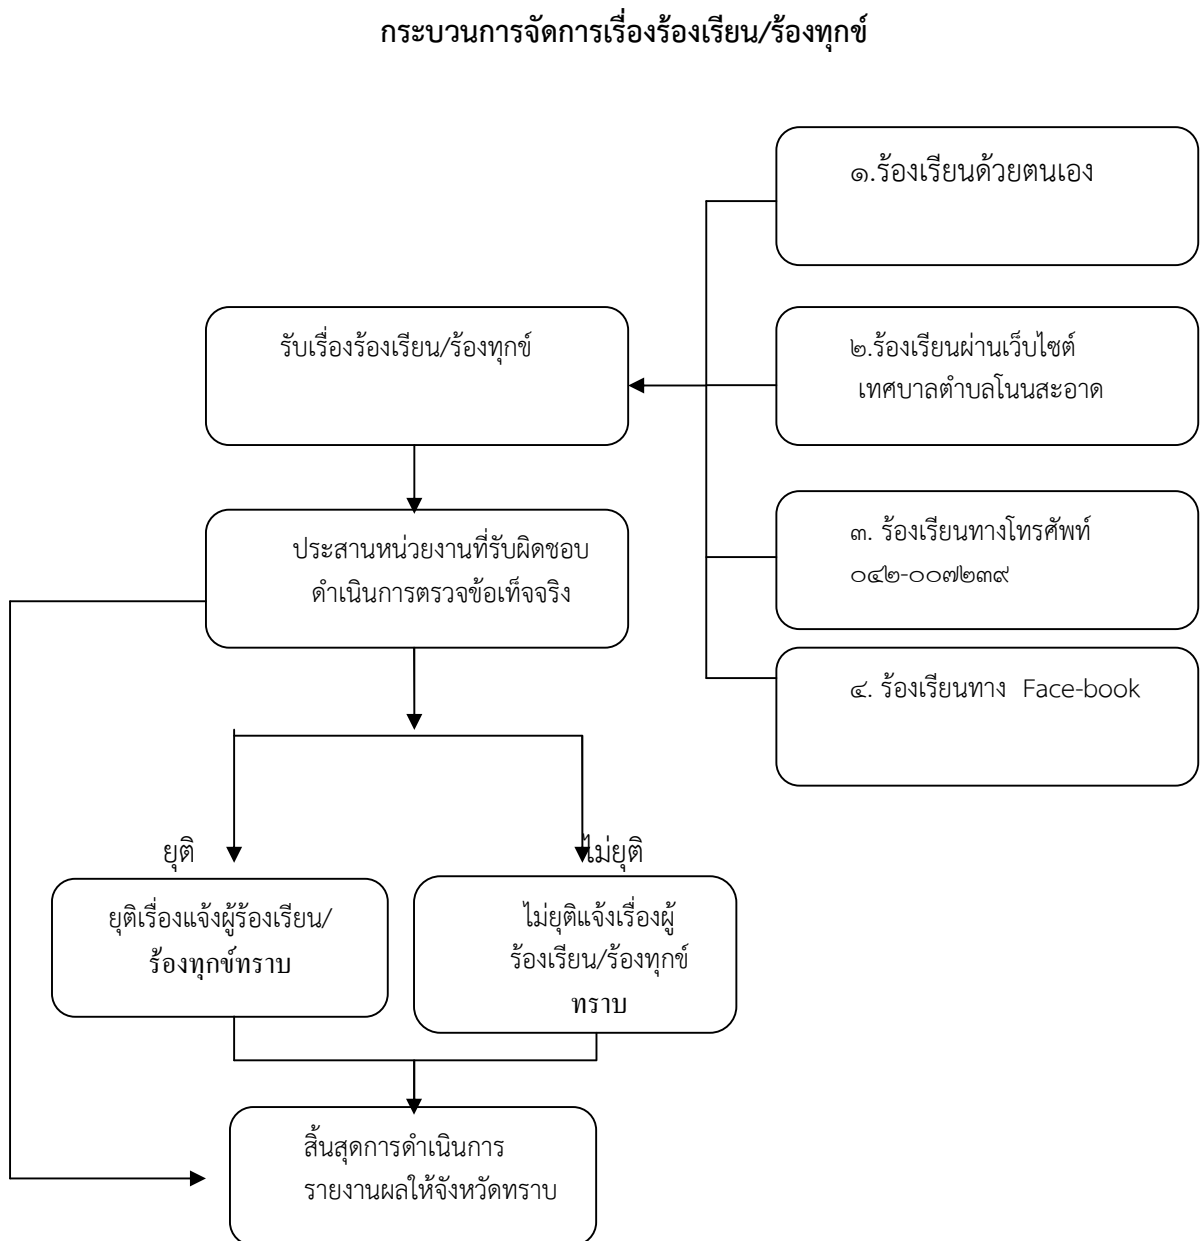 กระบวนการจัดการเรื่องร้องเรียน/ร้องทุกข์
๑.ร้องเรียนด้วยตนเอง
รับเรื่องร้องเรียน/ร้องทุกข์
๒.ร้องเรียนผ่านเว็บไซต์
เทศบาลตำบลโนนสะอาด
๓. ร้องเรียนทางโทรศัพท์
๐๔๒-๐๐๗๒๓๙
ประสานหน่วยงานที่รับผิดชอบ
ดำเนินการตรวจข้อเท็จจริง
๔. ร้องเรียนทาง Face-book
ยุติ
ไม่ยุติ
ยุติเรื่องแจ้งผู้ร้องเรียน/
ร้องทุกข์ทราบ
ไม่ยุติแจ้งเรื่องผู้
ร้องเรียน/ร้องทุกข์
ทราบ
สิ้นสุดการดำเนินการ
รายงานผลให้จังหวัดทราบ